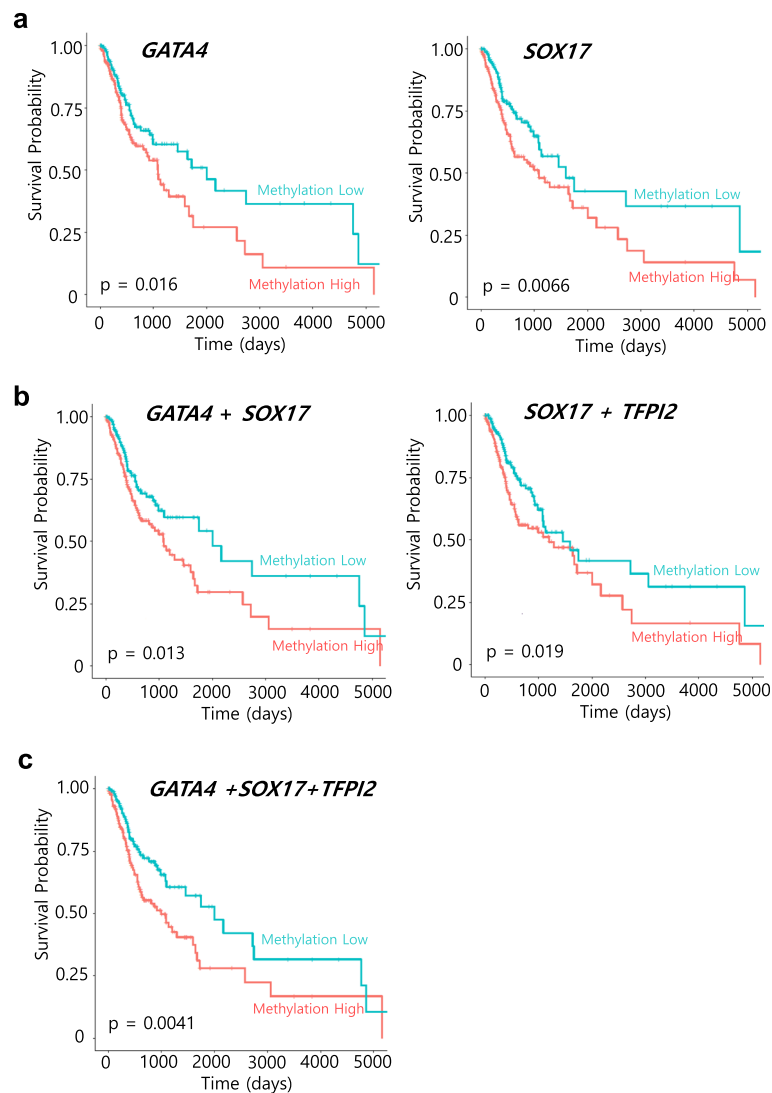 a
GATA4
SOX17
1.00
0.75
0.50
0.25
0
Survival Probability
Methylation Low
Methylation High
p = 0.016
0 1000 2000 3000 4000 5000
Time (days)
1.00
0.75
0.50
0.25
0
Survival Probability
Methylation Low
Methylation High
p = 0.0066
0 1000 2000 3000 4000 5000
Time (days)
b
GATA4 + SOX17
SOX17 + TFPI2
1.00
0.75
0.50
0.25
0
Survival Probability
Methylation Low
Methylation High
p = 0.013
0 1000 2000 3000 4000 5000
Time (days)
1.00
0.75
0.50
0.25
0
Survival Probability
Methylation Low
Methylation High
p = 0.019
0 1000 2000 3000 4000 5000
Time (days)
c
GATA4 +SOX17+TFPI2
1.00
0.75
0.50
0.25
0
Survival Probability
Methylation Low
Methylation High
p = 0.0041
0 1000 2000 3000 4000 5000
Time (days)